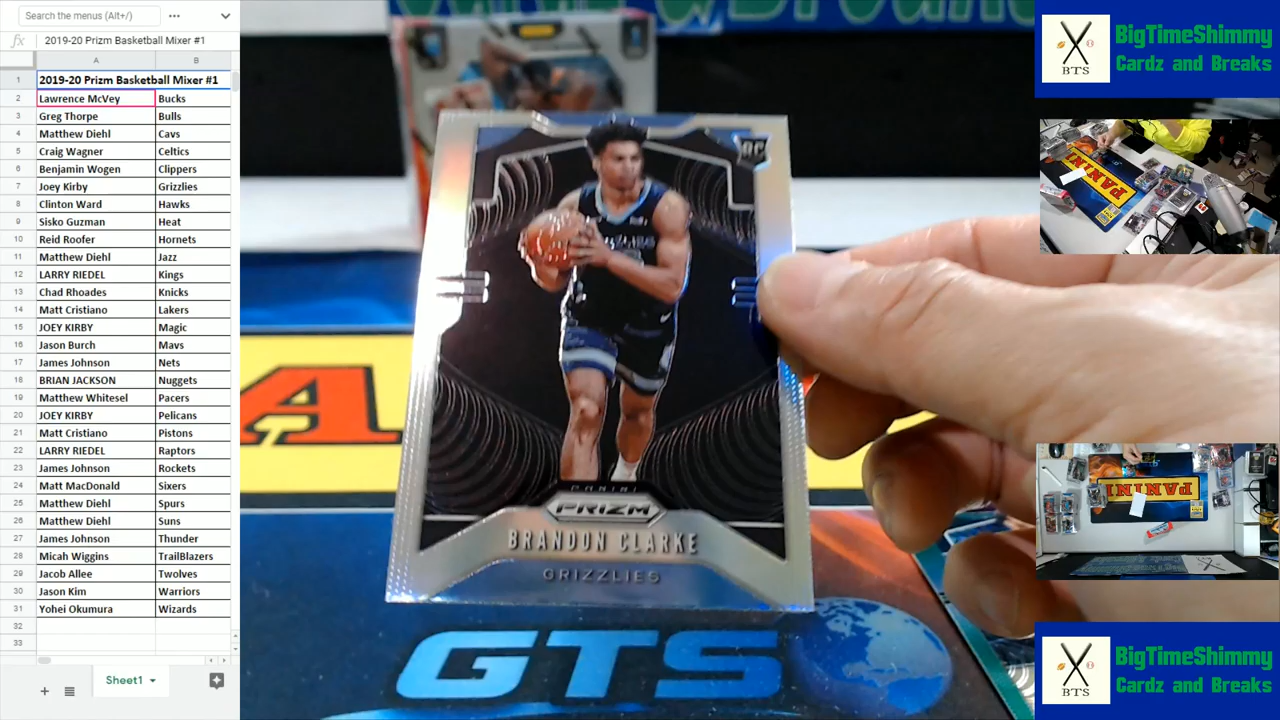 Search the menus (Alt+/)
fx
2019-20 Prizm Basketball Mixer #1
A B
1 2019-20 Prizm Basketball Mixer #1
2 Lawrence McVey Bucks
3 Greg Thorpe Bulls
4 Matthew Diehl Cavs
5 Craig Wagner Celtics
6 Benjamin Wogen Clippers
7 Joey Kirby Grizzlies
8 Clinton Ward Hawks
9 Sisko Guzman Heat
10 Reid Roofer Hornets
11 Matthew Diehl Jazz
12 LARRY RIEDEL Kings
13 Chad Rhoades Knicks
14 Matt Cristiano Lakers
15 JOEY KIRBY Magic
16 Jason Burch Mavs
17 James Johnson Nets
18 BRIAN JACKSON Nuggets
19 Matthew Whitesel Pacers
20 JOEY KIRBY Pelicans
21 Matt Cristiano Pistons
22 LARRY RIEDEL Raptors
23 James Johnson Rockets
24 Matt MacDonald Sixers
25 Matthew Diehl Spurs
26 Matthew Diehl Suns
27 James Johnson Thunder
28 Micah Wiggins TrailBlazers
29 Jacob Allee Twolves
30 Jason Kim Warriors
31 Yohei Okumura Wizards
32
33
Sheet1
RC
PANINI
PRIZM
BRANDON CLARKE
GRIZZLIES
GTS
BTS
BigTimeShimmy
Cardz and Breaks
PANINI
PANINI
BTS
BigTimeShimmy
Cardz and Breaks